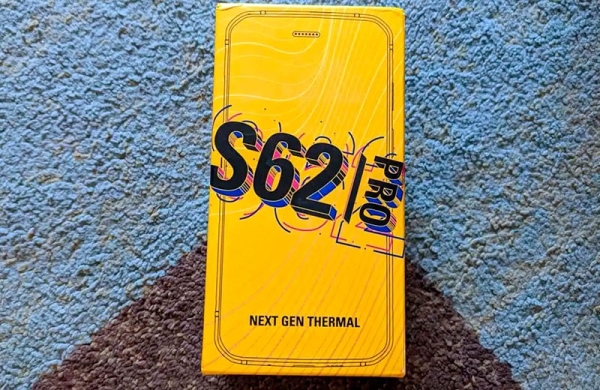 S62 PRO
NEXT GEN THERMAL